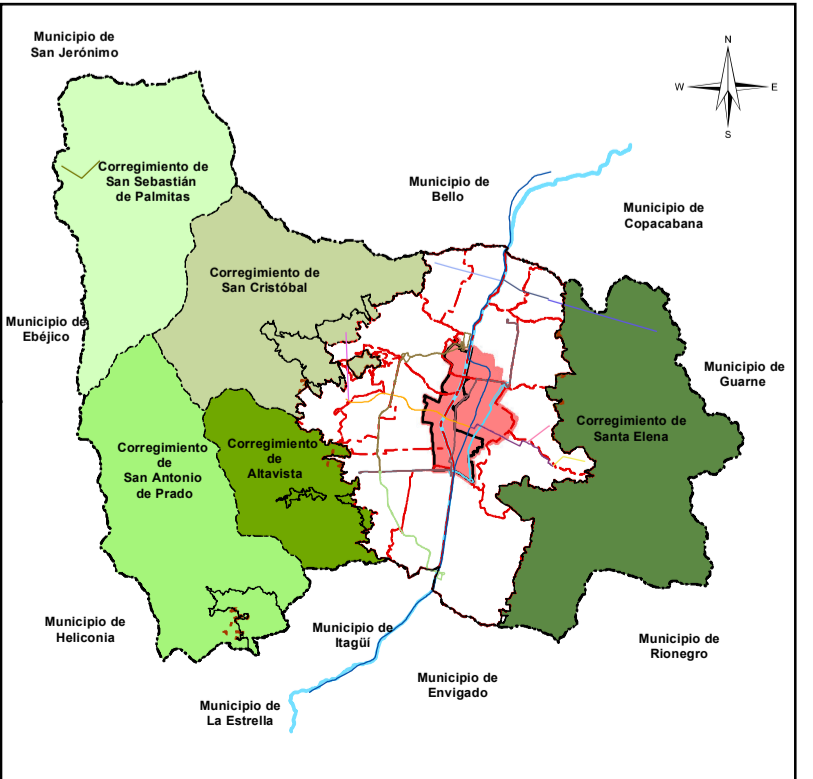 Municipio de
San Jerónimo
N
W
E
S
Corregimiento de
San Sebastián
de Palmitas
Municipio de
Bello
Municipio de
Copacabana
Corregimiento de
San Cristóbal
Municipio de
Ebéjico
Municipio de
Guarne
Corregimiento de
Santa Elena
Corregimiento
de
San Antonio
de Prado
Corregimiento
de
Altavista
Municipio de
Heliconia
Municipio de
Itagüí
Municipio de
Rionegro
Municipio de
Envigado
Municipio de
La Estrella